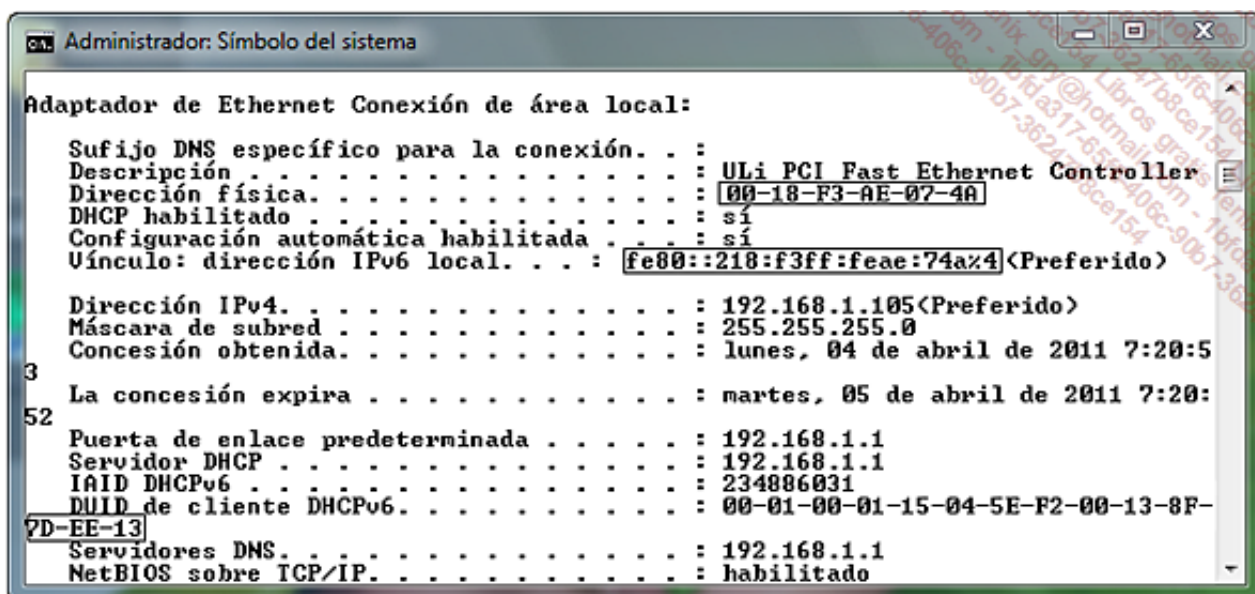 Administrador: Símbolo del sistema
Adaptador de Ethernet Conexión de área local:
Sufijo DNS específico para la conexión. . :
Descripción . . . . . . . . . . . . . . . : ULi PCI Fast Ethernet Controller
Dirección física. . . . . . . . . . . . . : 00-18-F3-AE-07-4A
DHCP habilitado . . . . . . . . . . . . . : sí
Configuración automática habilitada . . . : sí
Vínculo: dirección IPv6 local. . . : fe80::218:f3ff:feae:74a%4(Preferido)
Dirección IPv4. . . . . . . . . . . . . . : 192.168.1.105(Preferido)
Máscara de subred . . . . . . . . . . . . : 255.255.255.0
Concesión obtenida. . . . . . . . . . . . : lunes, 04 de abril de 2011 7:20:5
3
La concesión expira . . . . . . . . . . . : martes, 05 de abril de 2011 7:20:
52
Puerta de enlace predeterminada . . . . . : 192.168.1.1
Servidor DHCP . . . . . . . . . . . . . . : 192.168.1.1
IAID DHCPv6 . . . . . . . . . . . . . . . : 234886031
DUID de cliente DHCPv6. . . . . . . . . . : 00-01-00-01-15-04-5E-F2-00-13-8F-
7D-EE-13
Servidores DNS. . . . . . . . . . . . . . : 192.168.1.1
NetBIOS sobre TCP/IP. . . . . . . . . . . : habilitado